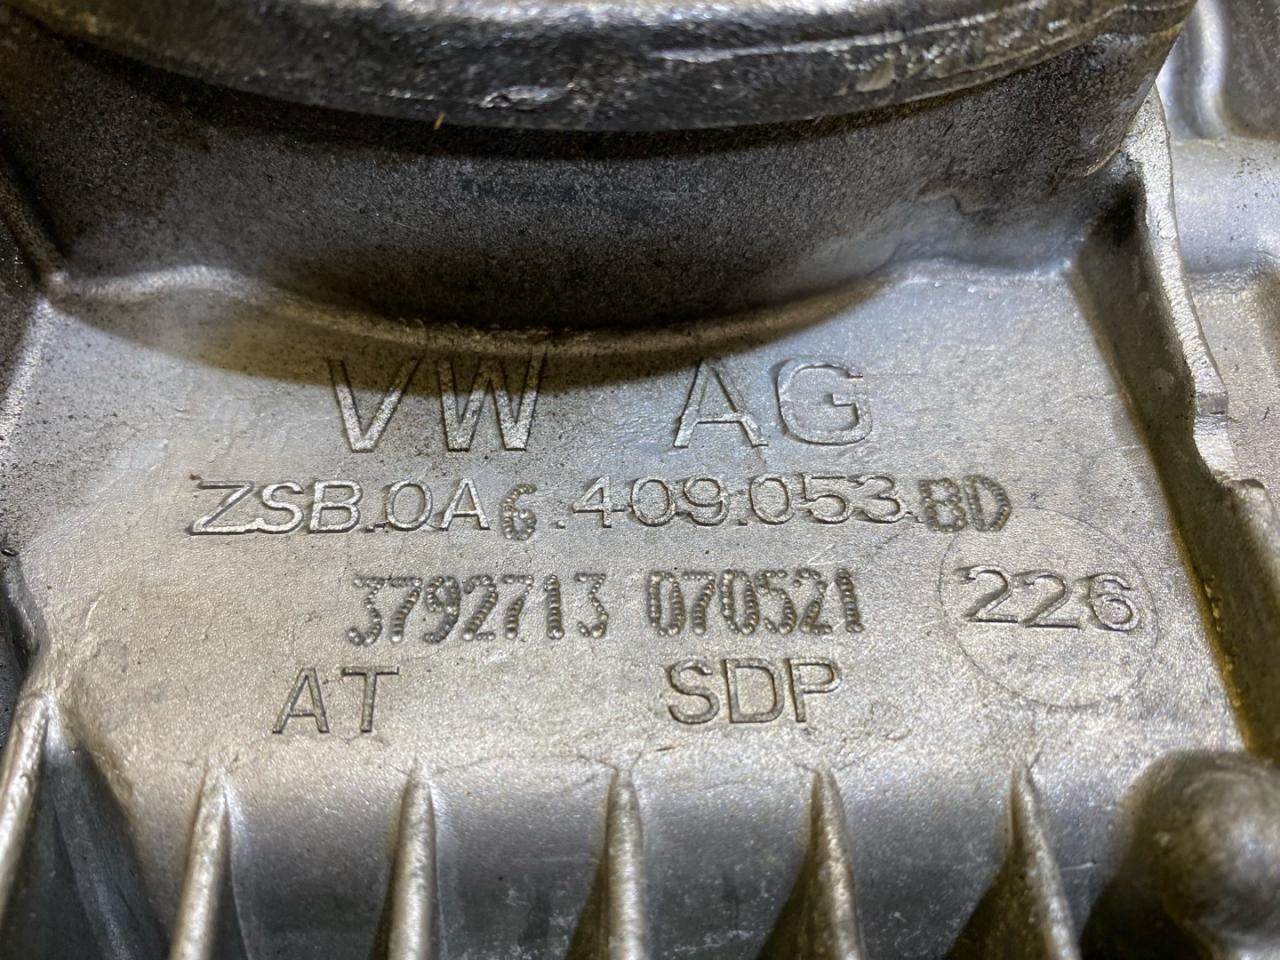 VW AG
ZSB.0A6.409.053.BD
3792713 070521
226
AT SDP